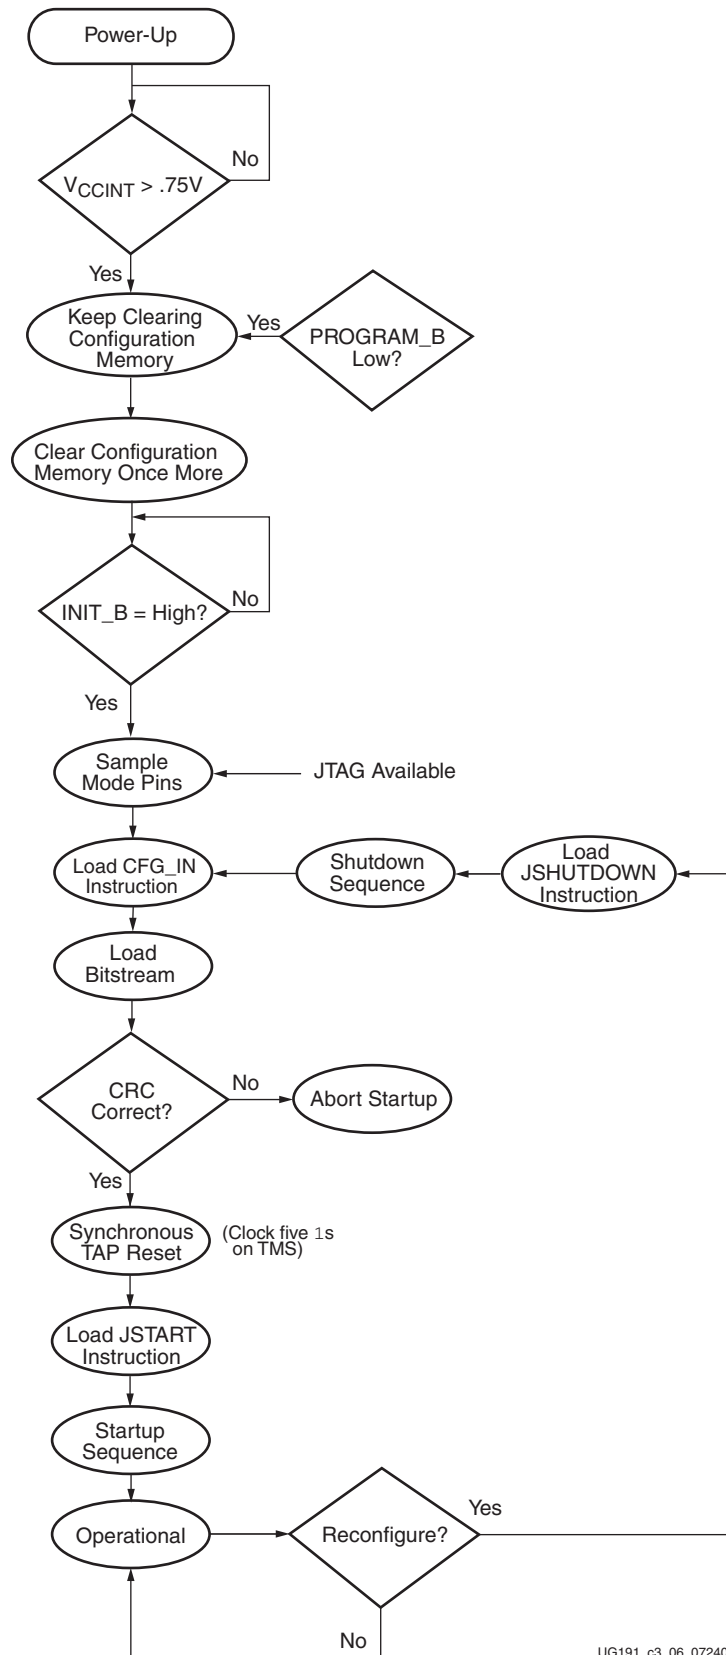 Power-Up
No
VCCINT > .75V
Yes
Keep Clearing
Configuration
Memory
Yes
PROGRAM_B
Low?
Clear Configuration
Memory Once More
No
INIT_B = High?
Yes
Sample
Mode Pins
JTAG Available
Load CFG_IN
Instruction
Shutdown
Sequence
Load
JSHUTDOWN
Instruction
Load
Bitstream
No
CRC
Correct?
Abort Startup
Yes
Synchronous
TAP Reset
(Clock five 1s
on TMS)
Load JSTART
Instruction
Startup
Sequence
Yes
Operational
Reconfigure?
No
UG191_c3_06_07240